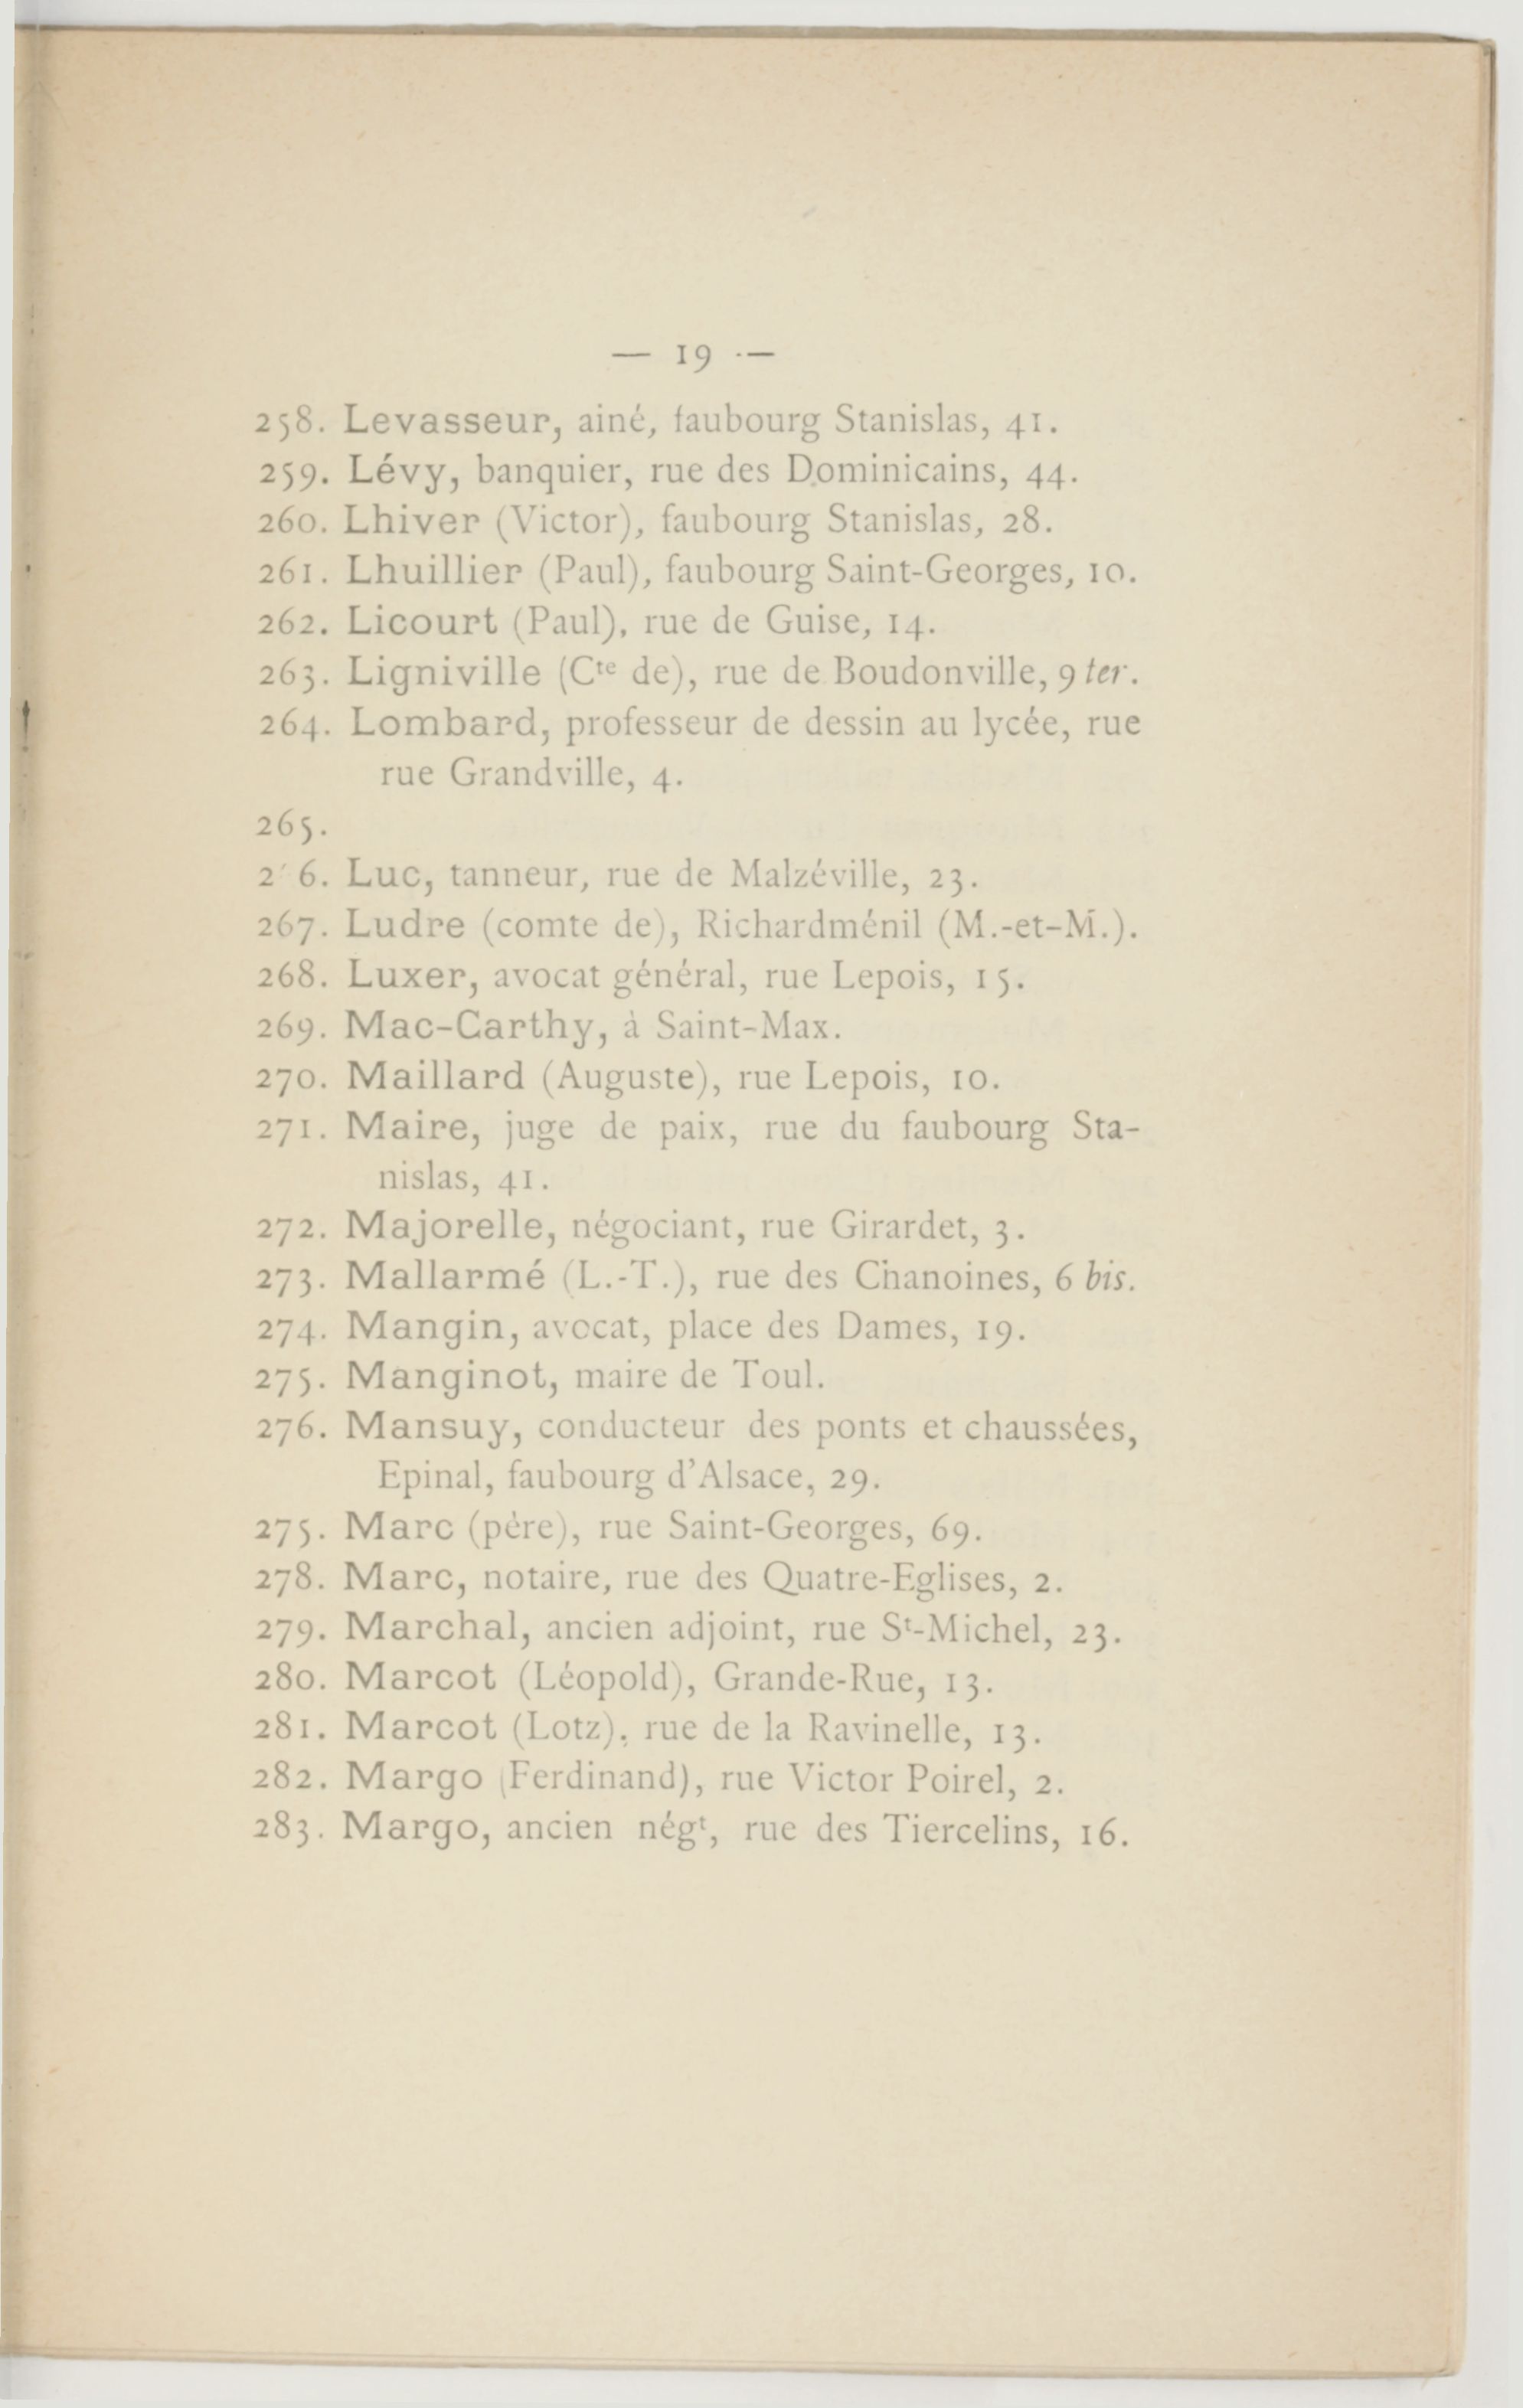 — 19 —
258. Levasseur, ainé, faubourg Stanislas, 41.
259. Lévy, banquier, rue des Dominicains, 44.
260. Lhiver (Victor), faubourg Stanislas, 28.
261. Lhuillier (Paul), faubourg Saint-Georges, 10.
262. Licourt (Paul), rue de Guise, 14.
263. Ligniville (Cte de), rue de Boudonville, 9 ter.
264. Lombard, professeur de dessin au lycée, rue
rue Grandville, 4.
265.
2 6. Luc, tanneur, rue de Malzéville, 23.
267. Ludre (comte de), Richardménil (M.-et-M.).
268. Luxer, avocat général, rue Lepois, 15.
269. Mac-Carthy, à Saint-Max.
270. Maillard (Auguste), rue Lepois, 10.
271. Maire, juge de paix, rue du faubourg Sta-
nislas, 41.
272. Majorelle, négociant, rue Girardet, 3.
273. Mallarmé (L.-T.), rue des Chanoines, 6 bis.
274. Mangin, avocat, place des Dames, 19.
275. Manginot, maire de Toul.
276. Mansuy, conducteur des ponts et chaussées,
Epinal, faubourg d'Alsace, 29.
275. Marc (père), rue Saint-Georges, 69.
278. Marc, notaire, rue des Quatre-Eglises, 2.
279. Marchal, ancien adjoint, rue St-Michel, 23.
280. Marcot (Léopold), Grande-Rue, 13.
281. Marcot (Lotz), rue de la Ravinelle, 13.
282. Margo (Ferdinand), rue Victor Poirel, 2.
283. Margo, ancien négt, rue des Tiercelins, 16.